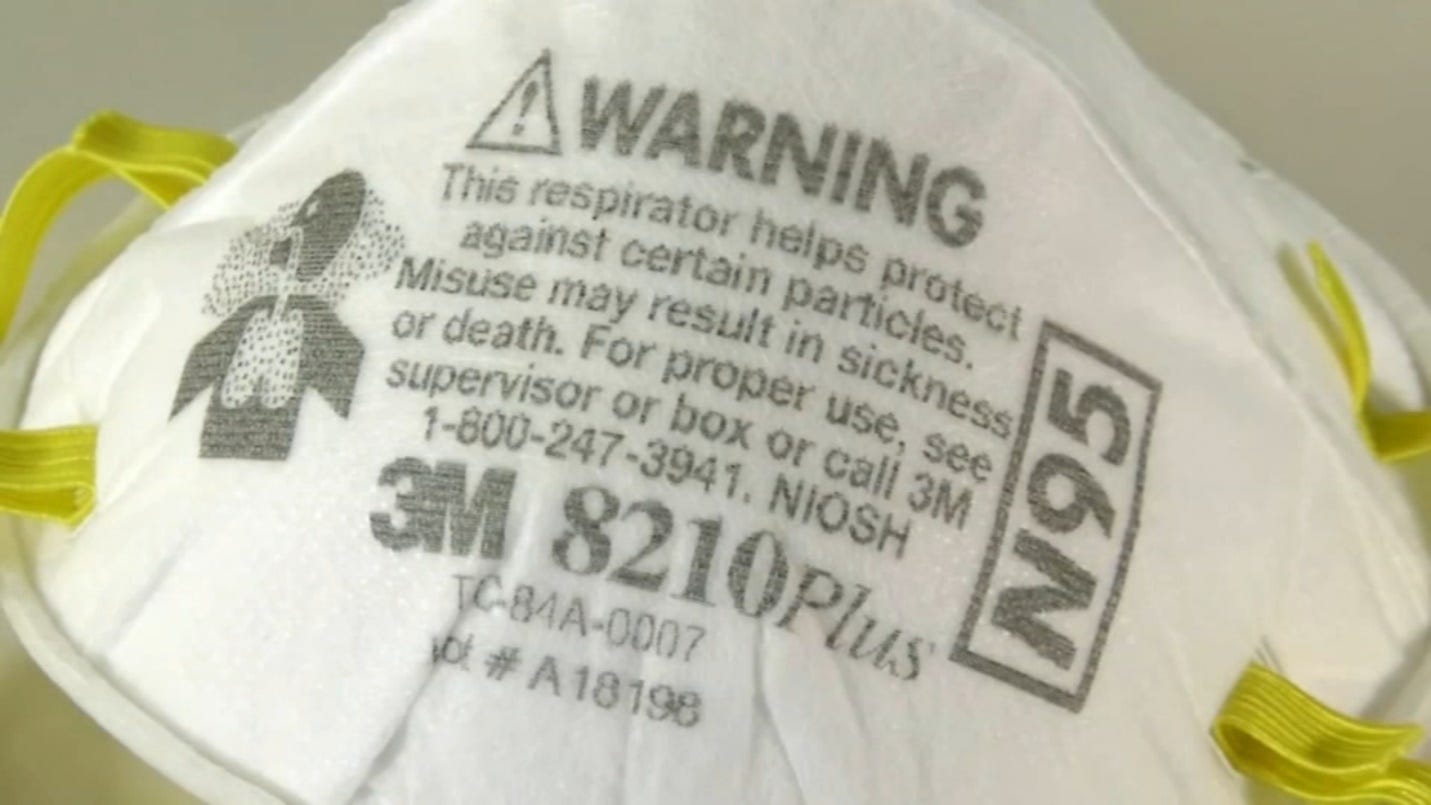 WARNING
This respirator helps protect
against certain particles.
Misuse may result in sickness
or death. For proper use, see
supervisor or box or call 3M
1-800-247-3941. NIOSH
3M 8210Plus
N95
TC-84A-0007
# A18198